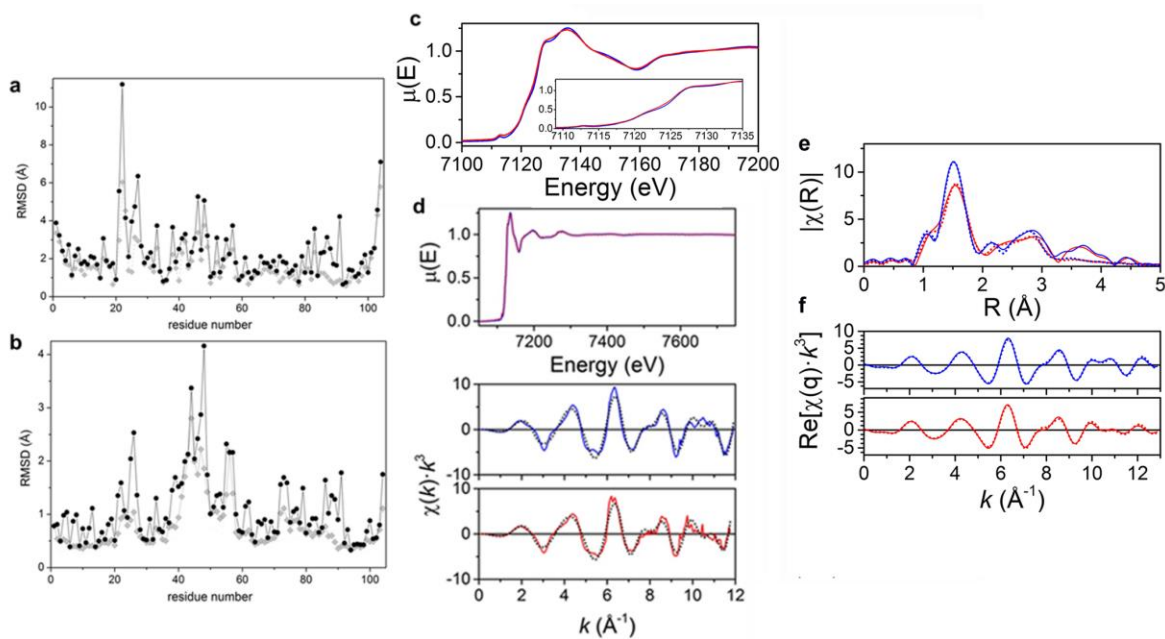 a
RMSD (Å)
10
8
6
4
2
0
0 20 40 60 80 100
residue number
b
RMSD (Å)
4
3
2
1
0
0 20 40 60 80 100
residue number
c
μ(E)
1.0
0.5
0.0
1.0
0.5
0.0
7110 7115 7120 7125 7130 7135
7100 7120 7140 7160 7180 7200
Energy (eV)
d
μ(E)
1.0
0.5
0.0
7200 7400 7600
Energy (eV)
χ(k)·k³
10
0
-10
10
0
-10
0 2 4 6 8 10 12
k (Å⁻¹)
e
|χ(R)|
10
5
0
0 1 2 3 4 5
R (Å)
f
Re[χ(q)·k³]
10
5
0
-5
10
5
0
-5
0 2 4 6 8 10 12
k (Å⁻¹)